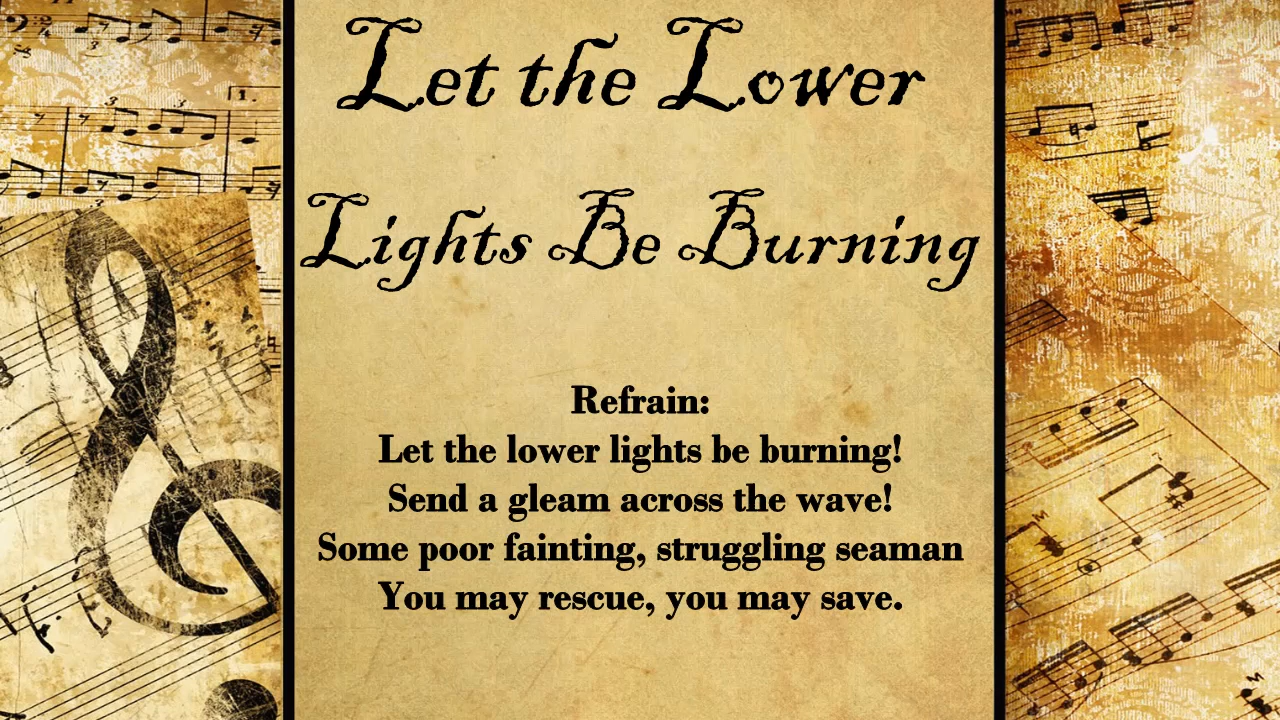 Let the Lower
Lights Be Burning
Refrain:
Let the lower lights be burning!
Send a gleam across the wave!
Some poor fainting, struggling seaman
You may rescue, you may save.